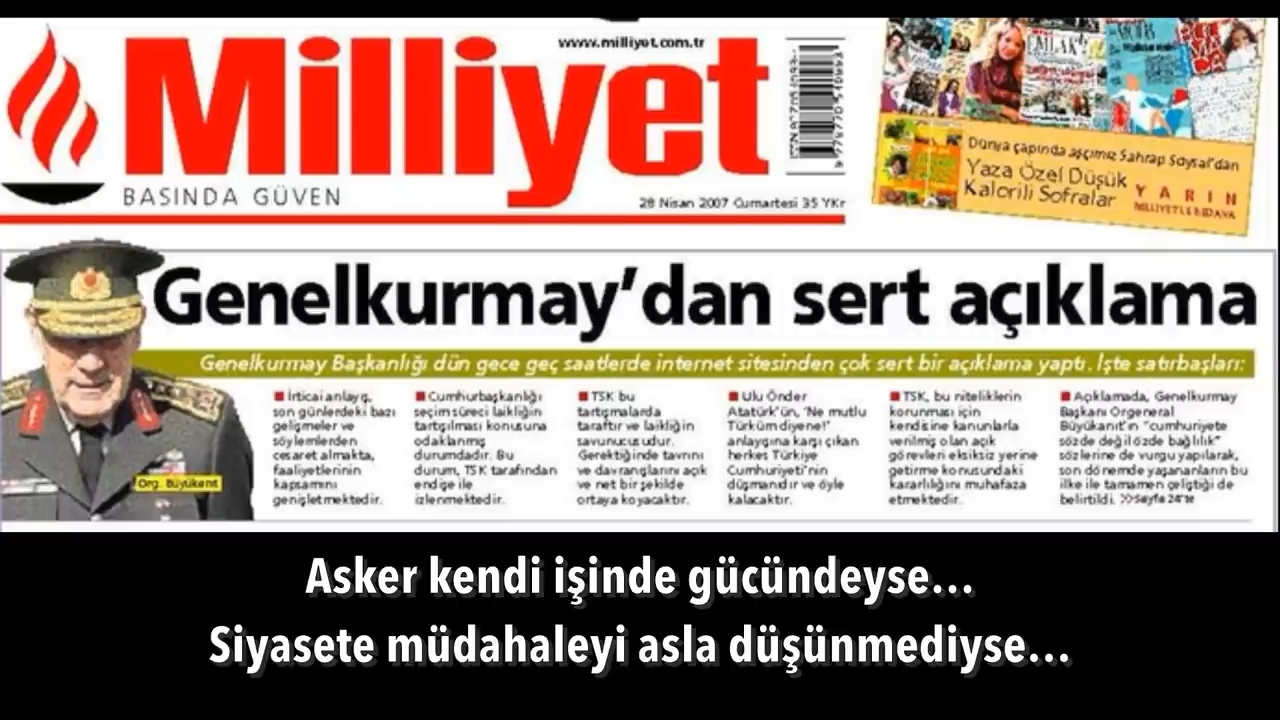 www.milliyet.com.tr
Milliyet
BASINDA GÜVEN
28 Nisan 2007 Cumartesi 35 YKr
Dünya çapında aşçımız Sahrap Soysal'dan
Yaza Özel Düşük
Kalorili Sofralar
YARIN
MİLLİYET'LE BEDAVA
Genelkurmay'dan sert açıklama
Genelkurmay Başkanlığı dün gece geç saatlerde internet sitesinden çok sert bir açıklama yaptı. İşte satırbaşları:
İrticai anlayış,
son günlerdeki bazı
gelişmeler ve
söylemlerden
cesaret almakta,
faaliyetlerinin
kapsamını
genişletmektedir.
Cumhurbaşkanlığı
seçim süreci laikliğin
tartışılması konusuna
odaklanmış
durumdadır. Bu
durum, TSK tarafından
endişe ile
izlenmektedir.
TSK bu
tartışmalarda
taraftır ve laikliğin
savunucusudur.
Gerektiğinde tavrını
ve davranışlarını açık
ve net bir şekilde
ortaya koyacaktır.
Ulu Önder
Atatürk'ün, 'Ne mutlu
Türküm diyene!'
anlayışına karşı çıkan
herkes Türkiye
Cumhuriyeti'nin
düşmanıdır ve öyle
kalacaktır.
TSK, bu niteliklerin
korunması için
kendisine kanunlarla
verilmiş olan açık
görevleri eksiksiz yerine
getirme konusundaki
kararlılığını muhafaza
etmektedir.
Açıklamada, Genelkurmay
Başkanı Orgeneral
Büyükanıt'ın "cumhuriyete
sözde değil özde bağlılık"
sözlerine de vurgu yapılarak,
son dönemde yaşananların bu
ilke ile tamamen çeliştiği de
belirtildi. >>Sayfa 24'te
Org. Büyükanıt
Asker kendi işinde gücündeyse...
Siyasete müdahaleyi asla düşünmediyse...